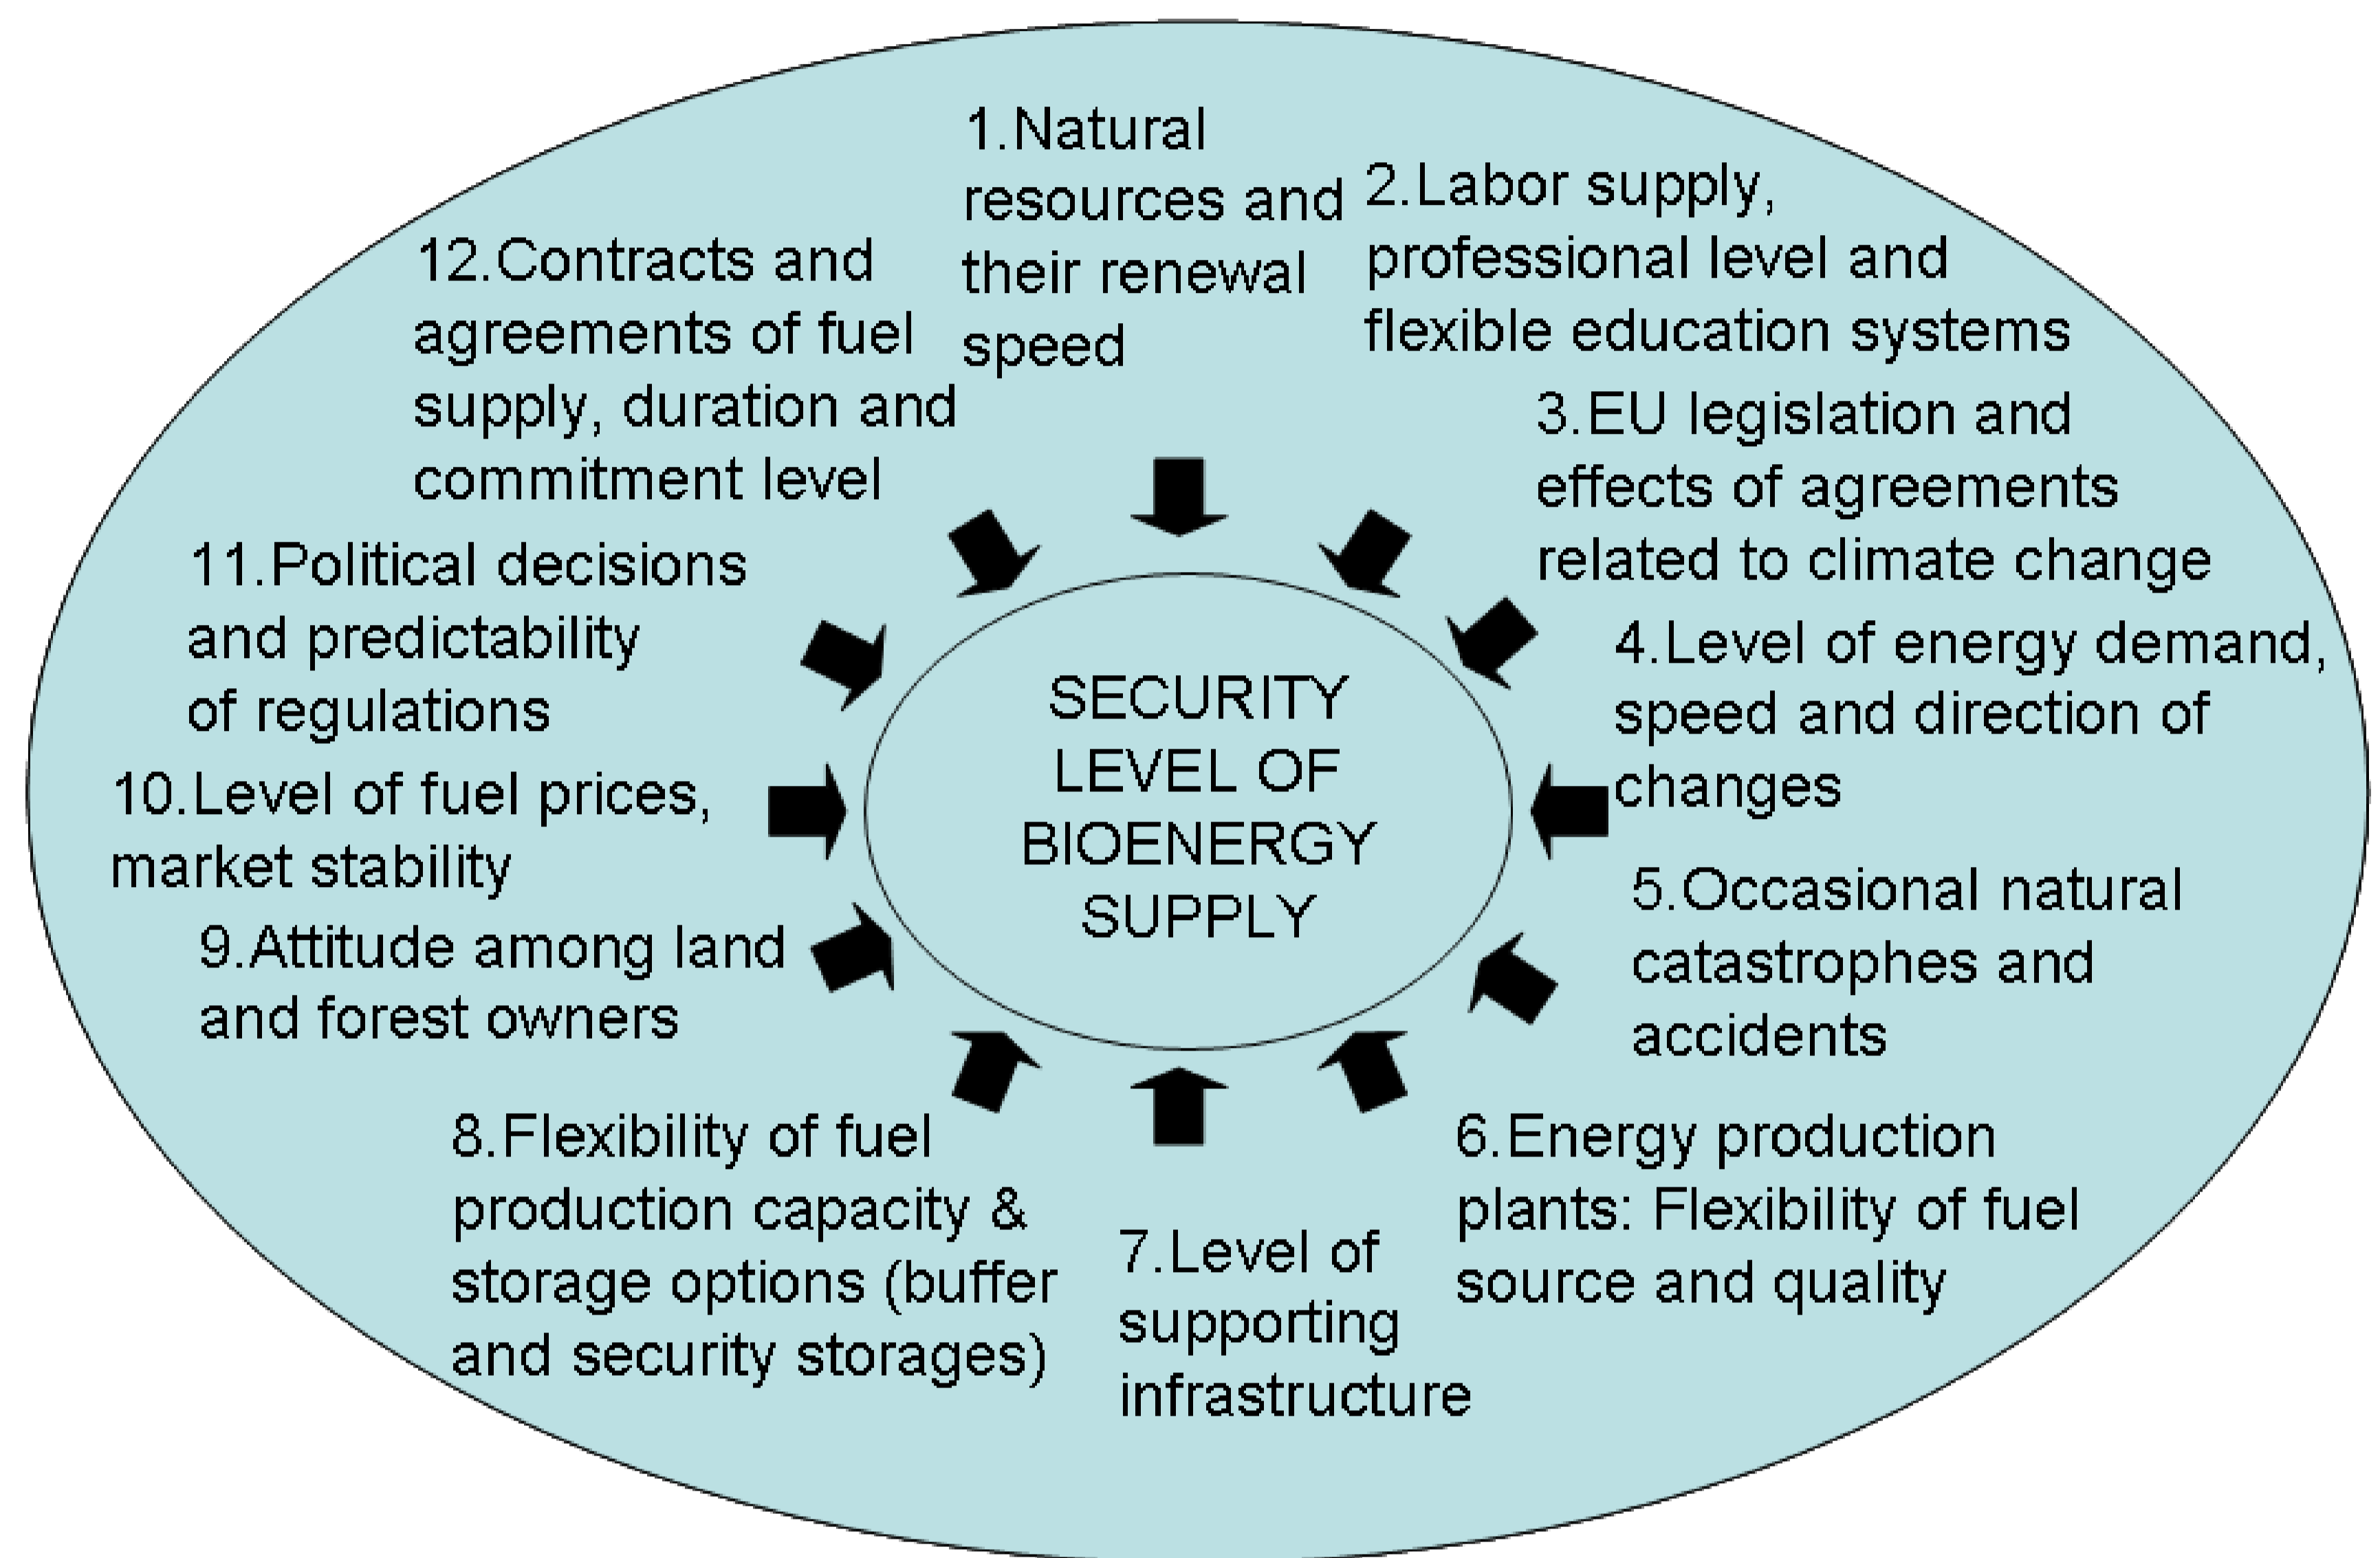 1.Natural
resources and
their renewal
speed
2.Labor supply,
professional level and
flexible education systems
3.EU legislation and
effects of agreements
related to climate change
4.Level of energy demand,
speed and direction of
changes
5.Occasional natural
catastrophes and
accidents
6.Energy production
plants: Flexibility of fuel
source and quality
7.Level of
supporting
infrastructure
8.Flexibility of fuel
production capacity &
storage options (buffer
and security storages)
9.Attitude among land
and forest owners
10.Level of fuel prices,
market stability
11.Political decisions
and predictability
of regulations
12.Contracts and
agreements of fuel
supply, duration and
commitment level
SECURITY
LEVEL OF
BIOENERGY
SUPPLY